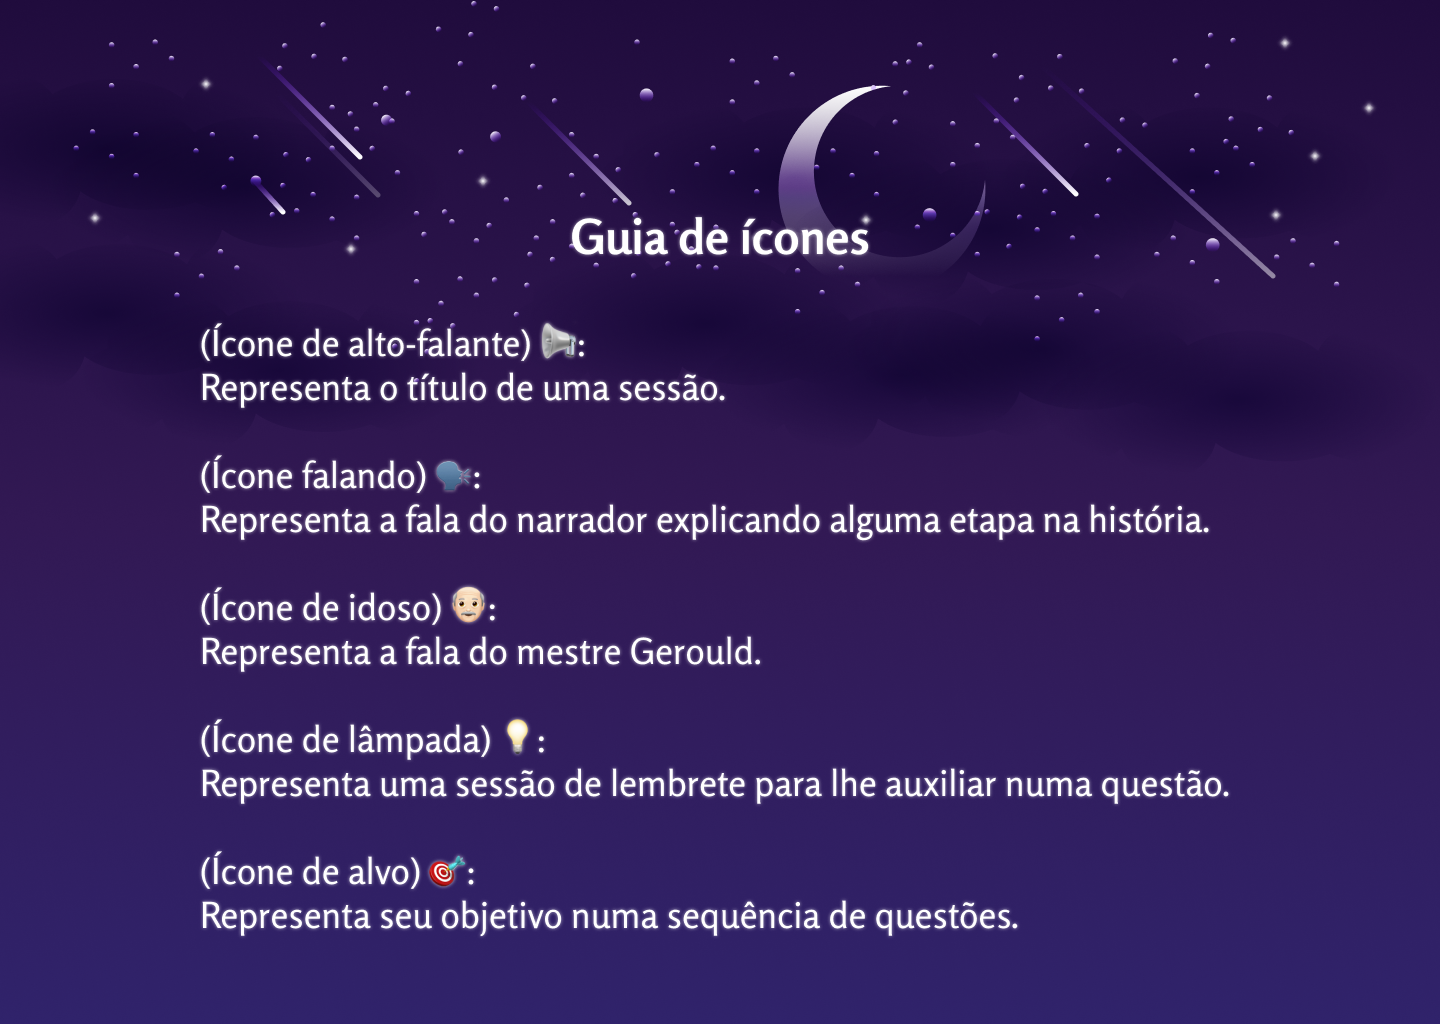 Guia de ícones
(Ícone de alto-falante) 📢:
Representa o título de uma sessão.
(Ícone falando) 🗣:
Representa a fala do narrador explicando alguma etapa na história.
(Ícone de idoso) 👴🏻:
Representa a fala do mestre Gerould.
(Ícone de lâmpada) 💡:
Representa uma sessão de lembrete para lhe auxiliar numa questão.
(Ícone de alvo) 🎯:
Representa seu objetivo numa sequência de questões.